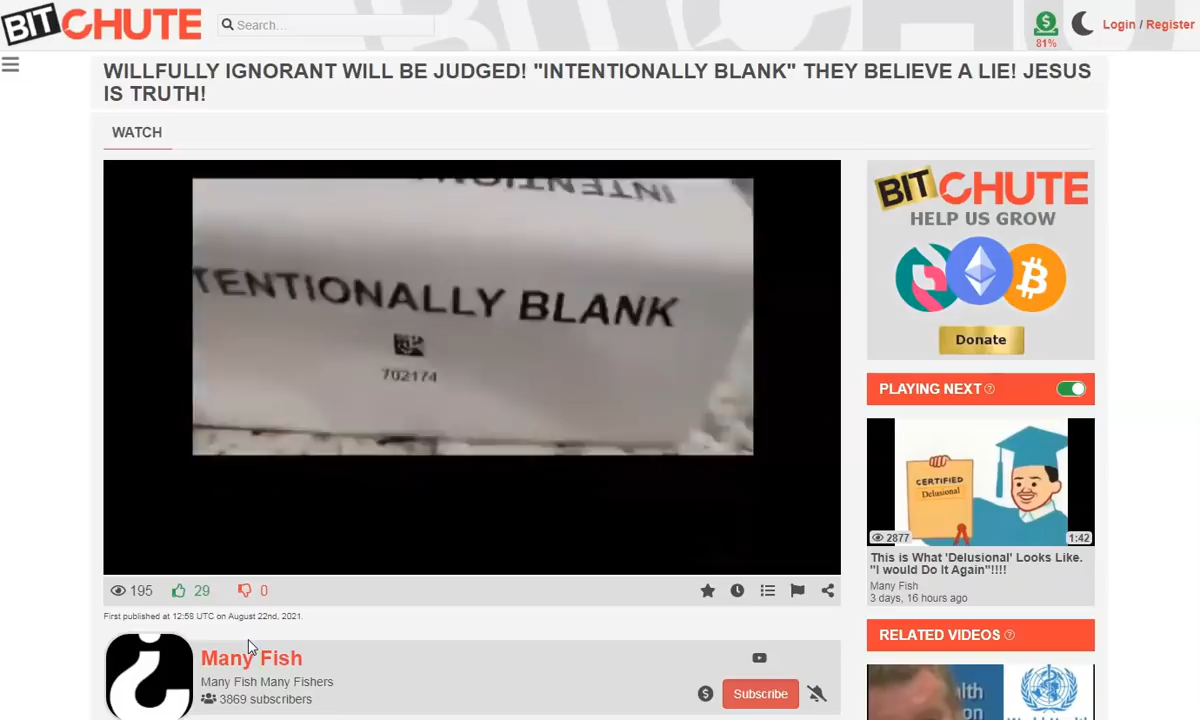 BITCHUTE
Search...
81%
Login / Register
WILLFULLY IGNORANT WILL BE JUDGED! "INTENTIONALLY BLANK" THEY BELIEVE A LIE! JESUS
IS TRUTH!
WATCH
TENTIONALLY BLANK
702174
195 29 0
First published at 12:58 UTC on August 22nd, 2021.
Many Fish
Many Fish Many Fishers
3869 subscribers
Subscribe
BITCHUTE
HELP US GROW
Donate
PLAYING NEXT
CERTIFIED
Delusional
2877 1:42
This is What 'Delusional' Looks Like.
"I would Do It Again"!!!!
Many Fish
3 days, 16 hours ago
RELATED VIDEOS